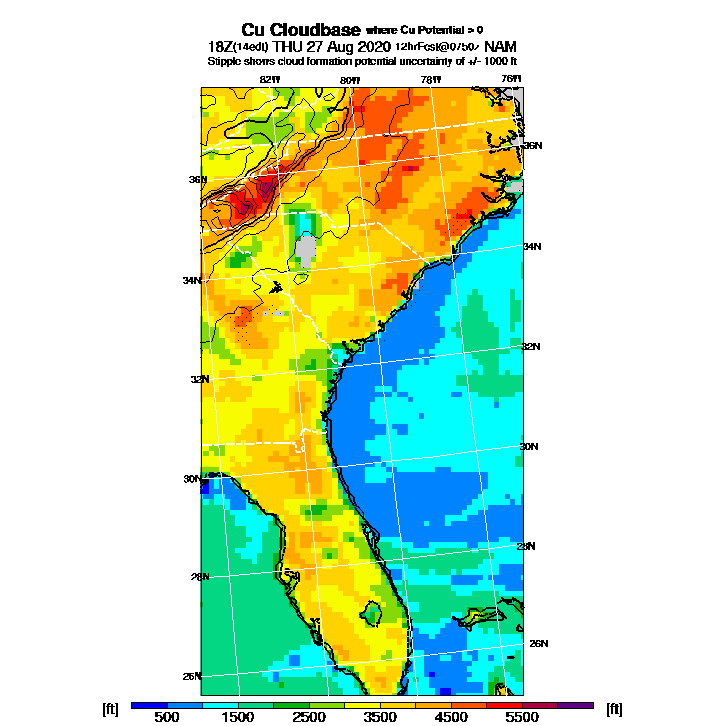 Cu Cloudbase where Cu Potential > 0
18Z(14edt) THU 27 Aug 2020 NAM
Stipple shows cloud formation potential uncertainty of +/- 1000 ft
82W 80W 78W 76W
36N
36N
34N
34N
32N
32N
30N
30N
28N
28N
26N
26N
[ft] 500 1500 2500 3500 4500 5500 [ft]